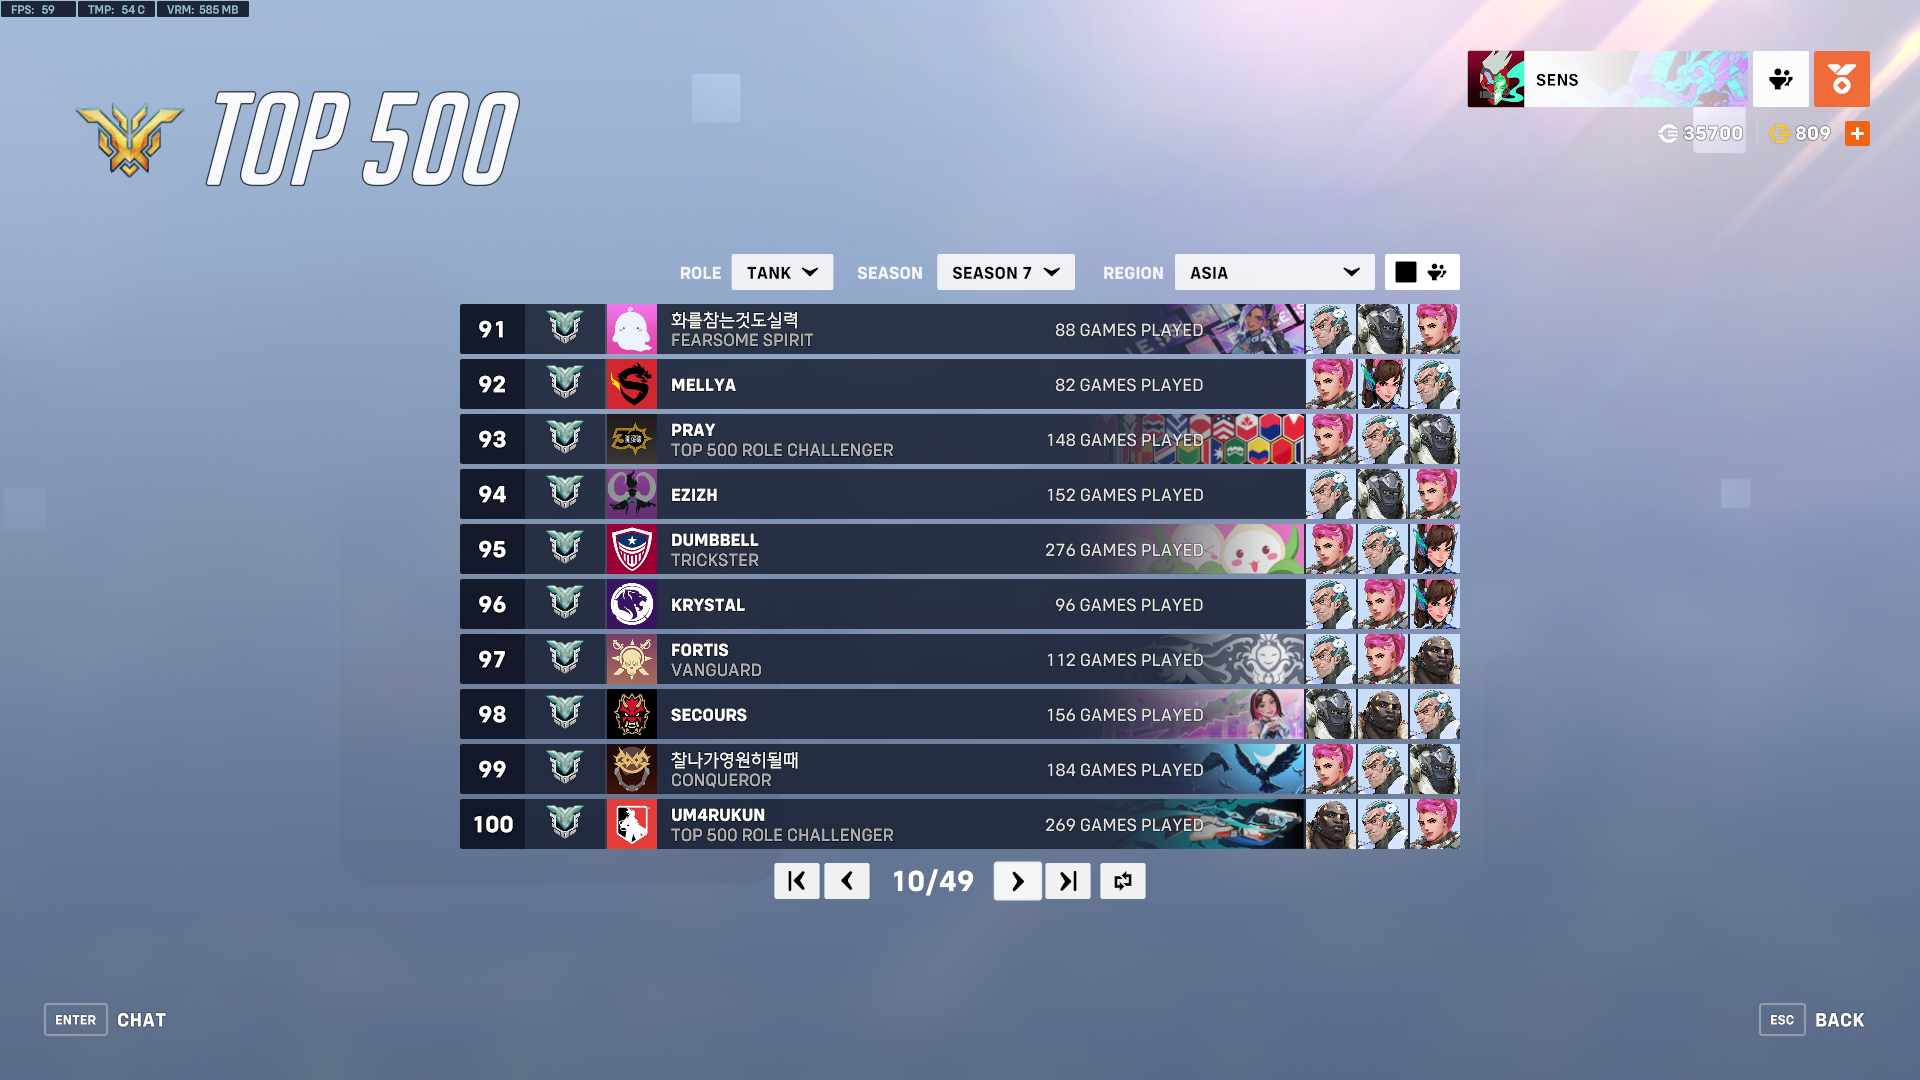 FPS: 59 TMP: 54 C VRM: 585 MB
TOP 500
SENS
35700 809
ROLE TANK SEASON SEASON 7 REGION ASIA
91 화를참는것도실력 88 GAMES PLAYED
FEARSOME SPIRIT
92 MELLYA 82 GAMES PLAYED
93 PRAY 148 GAMES PLAYED
TOP 500 ROLE CHALLENGER
94 EZIZH 152 GAMES PLAYED
95 DUMBBELL 276 GAMES PLAYED
TRICKSTER
96 KRYSTAL 96 GAMES PLAYED
97 FORTIS 112 GAMES PLAYED
VANGUARD
98 SECOURS 156 GAMES PLAYED
99 찰나가영원히될때 184 GAMES PLAYED
CONQUEROR
100 UM4RUKUN 269 GAMES PLAYED
TOP 500 ROLE CHALLENGER
10/49
ENTER CHAT
ESC BACK